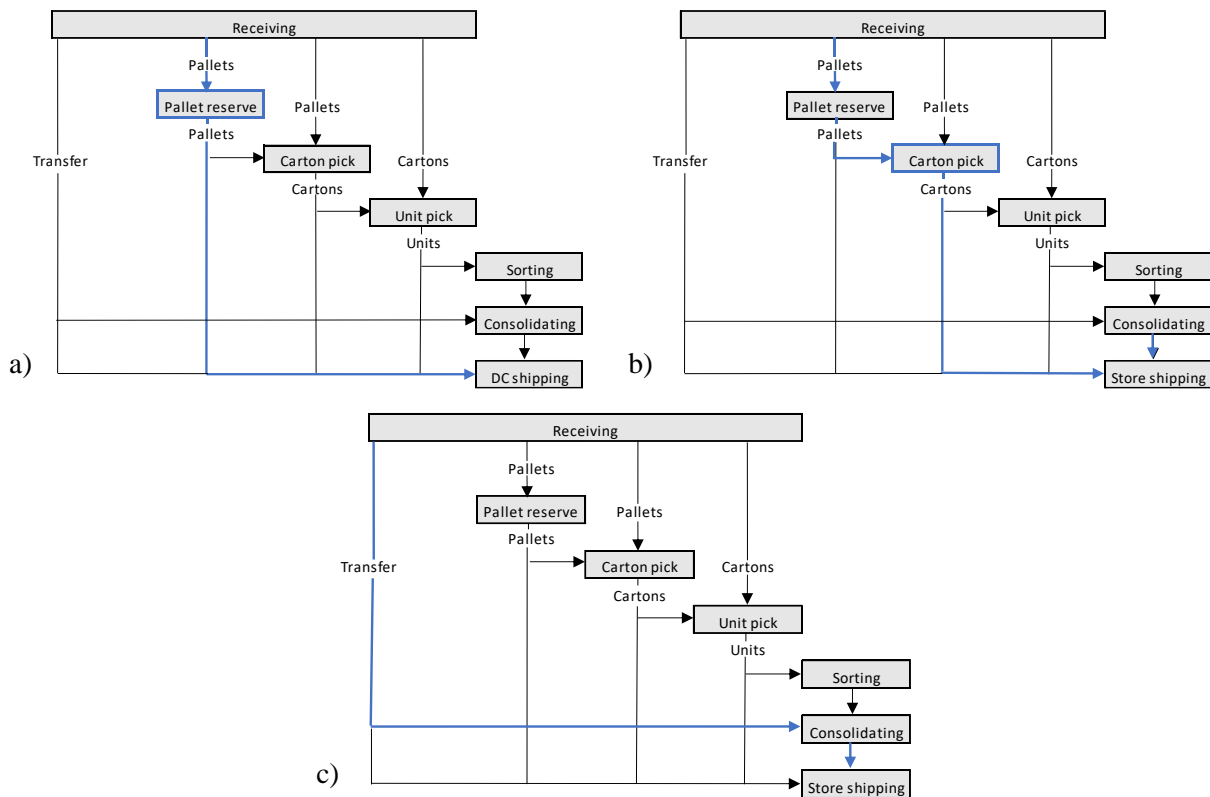 Receiving
Pallets
Pallet reserve
Pallets
Pallets
Transfer
Carton pick
Cartons
Cartons
Unit pick
Units
Sorting
Consolidating
a)
DC shipping
Receiving
Pallets
Pallet reserve
Pallets
Pallets
Transfer
Carton pick
Cartons
Cartons
Unit pick
Units
Sorting
Consolidating
b)
Store shipping
Receiving
Pallets
Pallet reserve
Pallets
Pallets
Transfer
Carton pick
Cartons
Cartons
Unit pick
Units
Sorting
Consolidating
c)
Store shipping